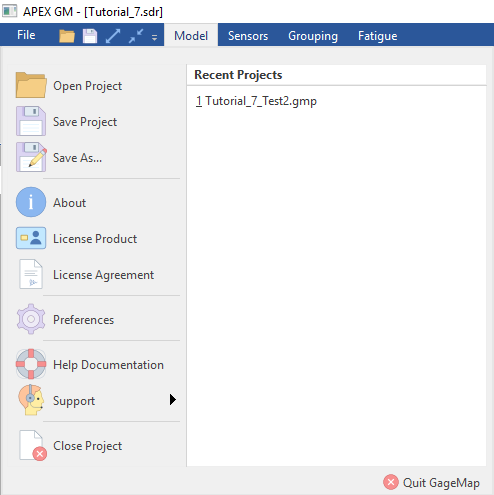 APEX GM - [Tutorial_7.sdr]
File Model Sensors Grouping Fatigue
Recent Projects
1 Tutorial_7_Test2.gmp
Open Project
Save Project
Save As...
About
License Product
License Agreement
Preferences
Help Documentation
Support
Close Project
Quit GageMap